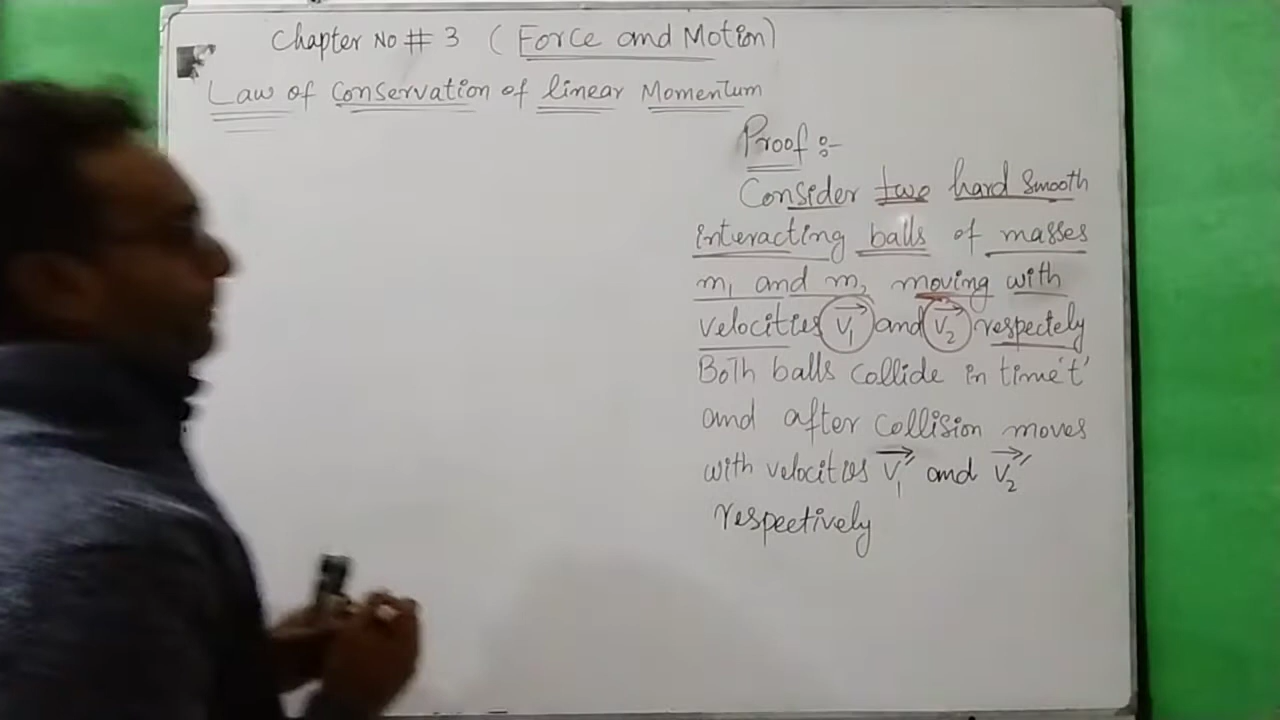 Chapter No # 3 (Force and Motion)
Law of Conservation of linear Momentum
Proof :-
Consider two hard smooth
interacting balls of masses
m₁ and m₂ moving with
velocities v₁→ and v₂→ respectely
Both balls collide in time 't'
and after collision moves
with velocities v₁→′ and v₂→′
respectively